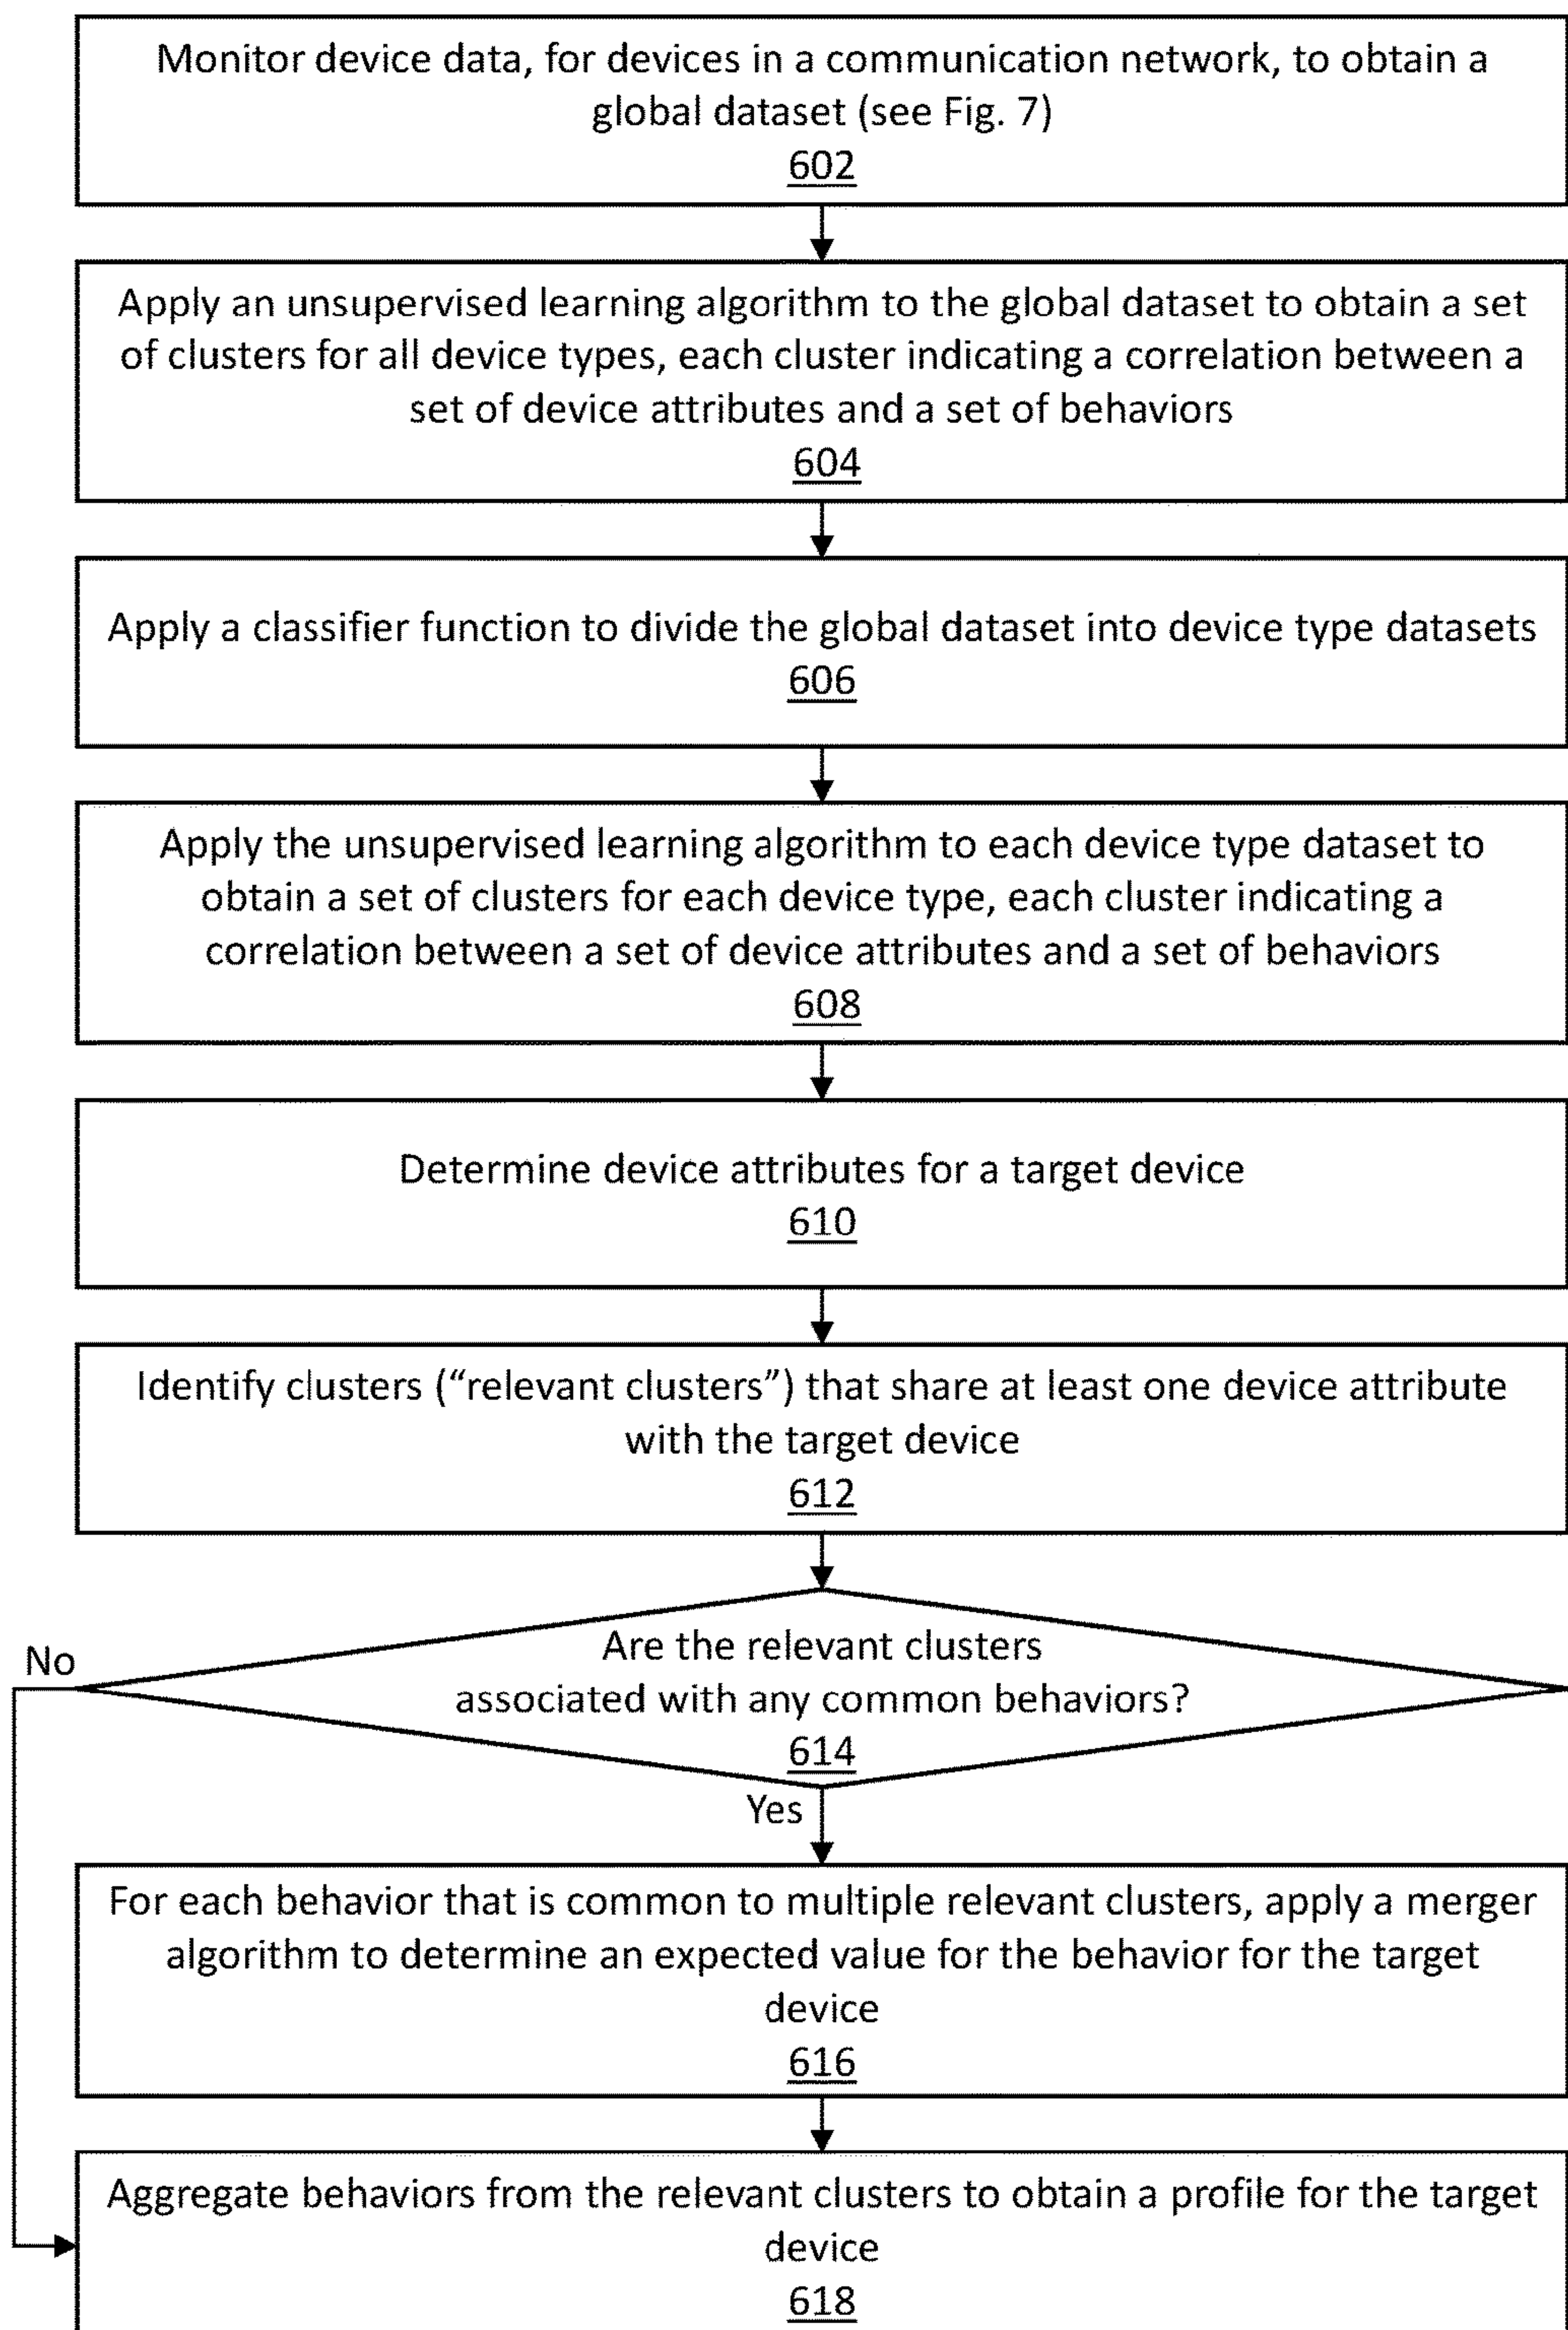 Monitor device data, for devices in a communication network, to obtain a
global dataset (see Fig. 7)
602
Apply an unsupervised learning algorithm to the global dataset to obtain a set
of clusters for all device types, each cluster indicating a correlation between a
set of device attributes and a set of behaviors
604
Apply a classifier function to divide the global dataset into device type datasets
606
Apply the unsupervised learning algorithm to each device type dataset to
obtain a set of clusters for each device type, each cluster indicating a
correlation between a set of device attributes and a set of behaviors
608
Determine device attributes for a target device
610
Identify clusters (“relevant clusters”) that share at least one device attribute
with the target device
612
No
Are the relevant clusters
associated with any common behaviors?
614
Yes
For each behavior that is common to multiple relevant clusters, apply a merger
algorithm to determine an expected value for the behavior for the target
device
616
Aggregate behaviors from the relevant clusters to obtain a profile for the target
device
618